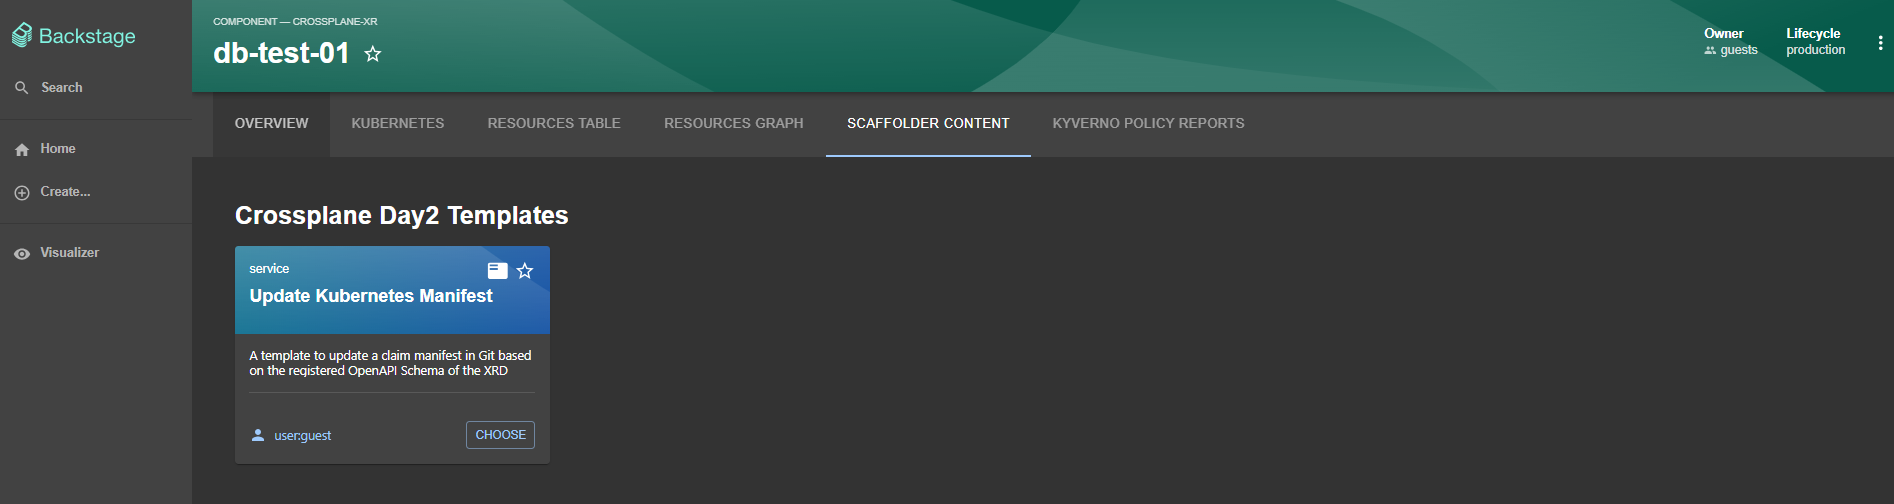 Backstage
Search
Home
Create...
Visualizer
COMPONENT — CROSSPLANE-XR
db-test-01
Owner
guests
Lifecycle
production
OVERVIEW
KUBERNETES
RESOURCES TABLE
RESOURCES GRAPH
SCAFFOLDER CONTENT
KYVERNO POLICY REPORTS
Crossplane Day2 Templates
service
Update Kubernetes Manifest
A template to update a claim manifest in Git based
on the registered OpenAPI Schema of the XRD
user:guest
CHOOSE